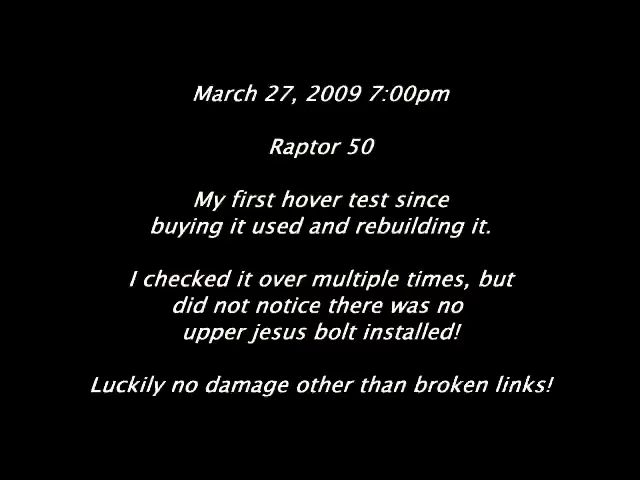 March 27, 2009 7:00pm
Raptor 50
My first hover test since
buying it used and rebuilding it.
I checked it over multiple times, but
did not notice there was no
upper jesus bolt installed!
Luckily no damage other than broken links!